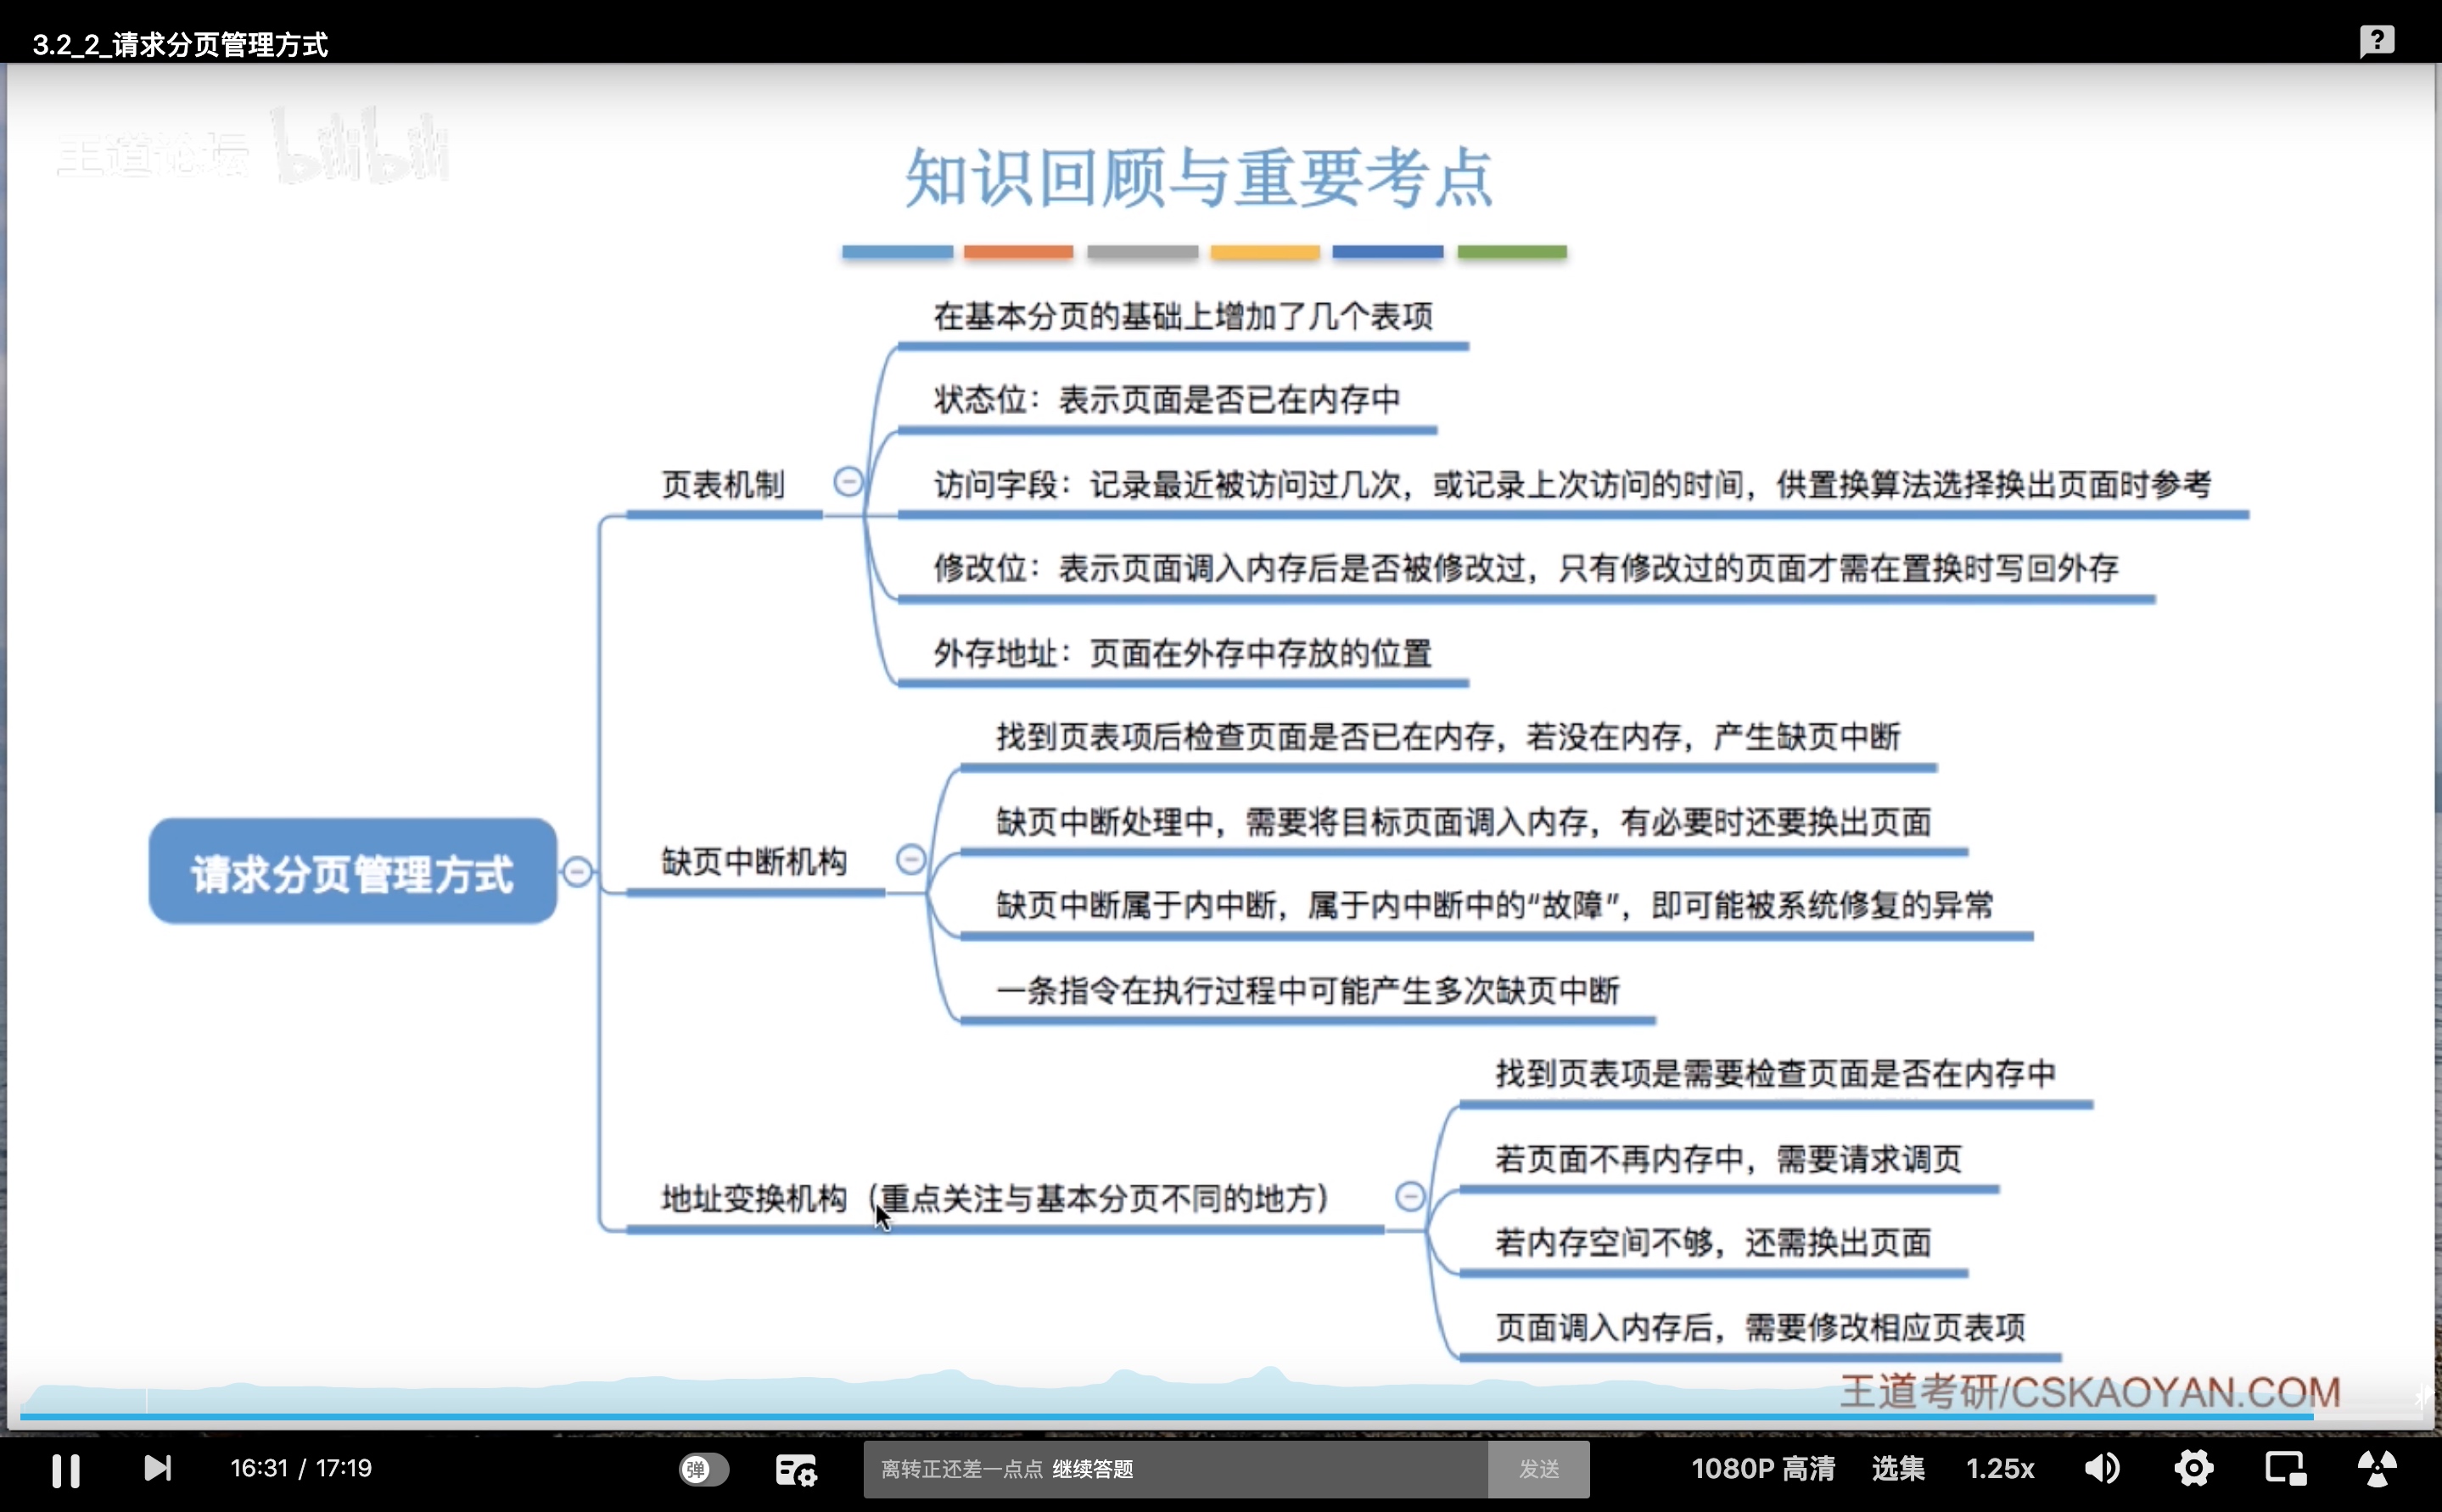 3.2_2_请求分页管理方式
王道论坛 bilibili
知识回顾与重要考点
在基本分页的基础上增加了几个表项
状态位：表示页面是否已在内存中
页表机制
访问字段：记录最近被访问过几次，或记录上次访问的时间，供置换算法选择换出页面时参考
修改位：表示页面调入内存后是否被修改过，只有修改过的页面才需在置换时写回外存
外存地址：页面在外存中存放的位置
找到页表项后检查页面是否已在内存，若没在内存，产生缺页中断
缺页中断处理中，需要将目标页面调入内存，有必要时还要换出页面
请求分页管理方式
缺页中断机构
缺页中断属于内中断，属于内中断中的“故障”，即可能被系统修复的异常
一条指令在执行过程中可能产生多次缺页中断
找到页表项是需要检查页面是否在内存中
若页面不再内存中，需要请求调页
地址变换机构（重点关注与基本分页不同的地方）
若内存空间不够，还需换出页面
页面调入内存后，需要修改相应页表项
王道考研/CSKAOYAN.COM
16:31 / 17:19
弹
离转正还差一点点 继续答题
发送
1080P 高清
选集
1.25x